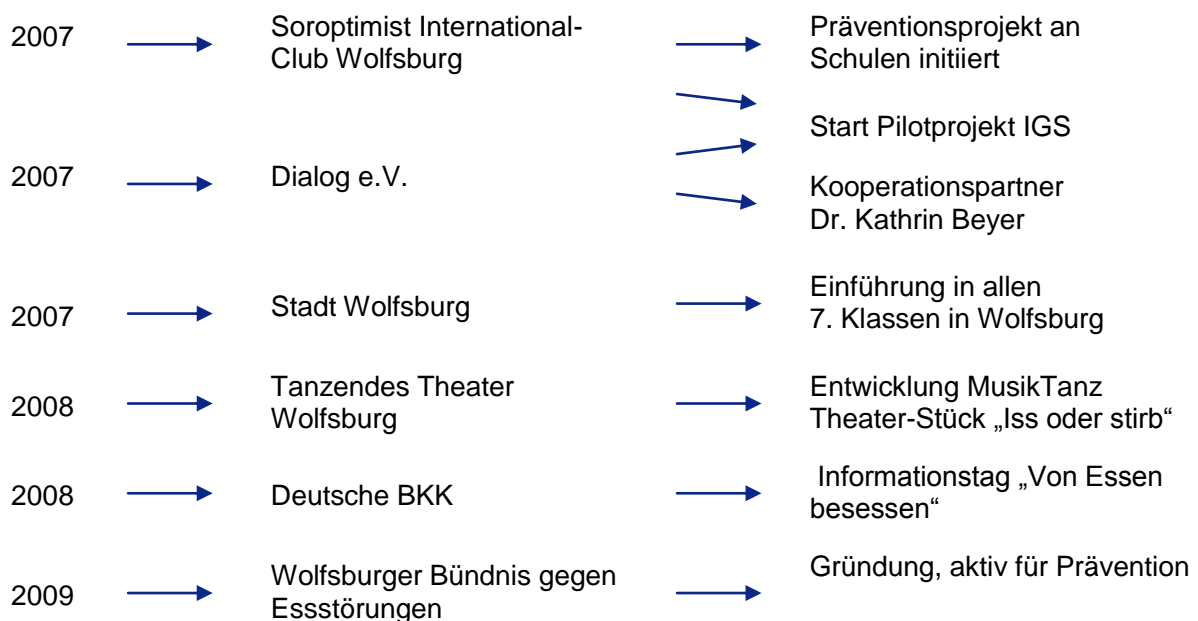 2007
Soroptimist International-
Club Wolfsburg
Präventionsprojekt an
Schulen initiiert
Start Pilotprojekt IGS
2007
Dialog e.V.
Kooperationspartner
Dr. Kathrin Beyer
2007
Stadt Wolfsburg
Einführung in allen
7. Klassen in Wolfsburg
2008
Tanzendes Theater
Wolfsburg
Entwicklung MusikTanz
Theater-Stück „Iss oder stirb“
2008
Deutsche BKK
Informationstag „Von Essen
besessen“
2009
Wolfsburger Bündnis gegen
Essstörungen
Gründung, aktiv für Prävention